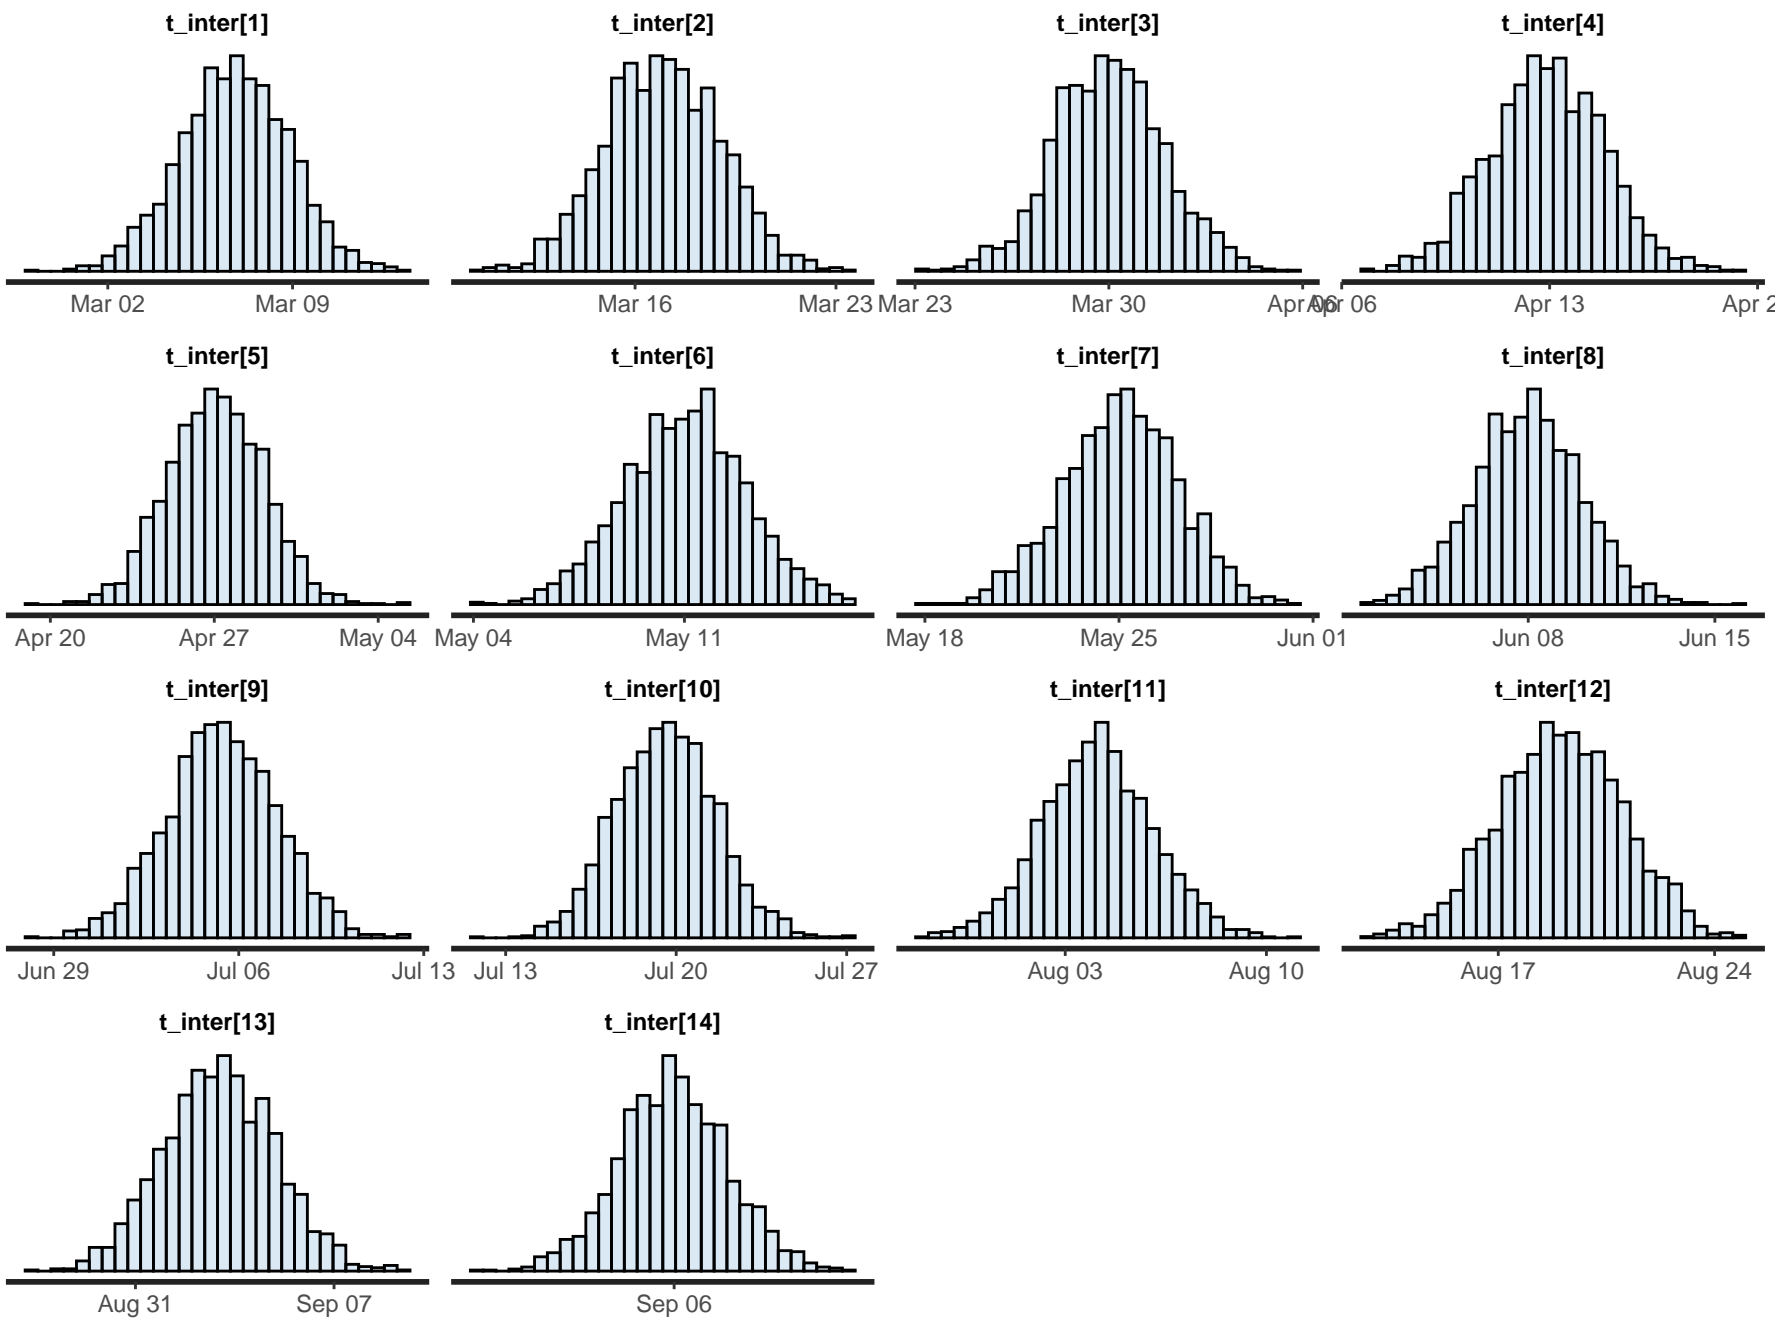 t_inter[1] t_inter[2] t_inter[3] t_inter[4]
Mar 02 Mar 09 Mar 16 Mar 23 Mar 23 Mar 30 Apr 06 Apr 06 Apr 13 Apr 2
t_inter[5] t_inter[6] t_inter[7] t_inter[8]
Apr 20 Apr 27 May 04 May 04 May 11 May 18 May 25 Jun 01 Jun 08 Jun 15
t_inter[9] t_inter[10] t_inter[11] t_inter[12]
Jun 29 Jul 06 Jul 13 Jul 13 Jul 20 Jul 27 Aug 03 Aug 10 Aug 17 Aug 24
t_inter[13] t_inter[14]
Aug 31 Sep 07 Sep 06